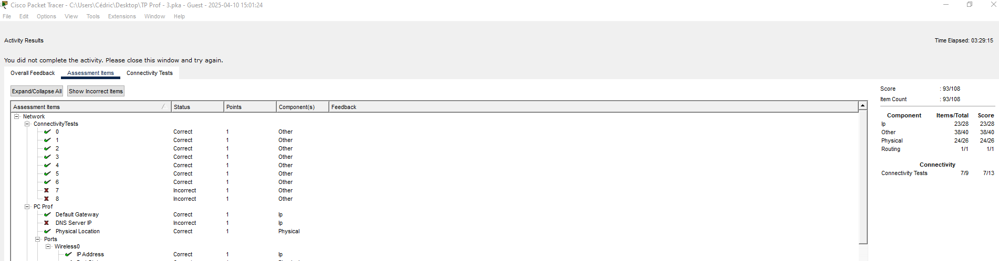 Cisco Packet Tracer - C:\Users\Cédric\Desktop\TP Prof - 3.pka - Guest - 2025-04-10 15:01:24
File Edit Options View Tools Extensions Window Help
Activity Results
Time Elapsed: 03:29:15
You did not complete the activity. Please close this window and try again.
Overall Feedback Assessment Items Connectivity Tests
Expand/Collapse All Show Incorrect Items
Assessment Items Status Points Component(s) Feedback
Network
ConnectivityTests
0 Correct 1 Other
1 Correct 1 Other
2 Correct 1 Other
3 Correct 1 Other
4 Correct 1 Other
5 Correct 1 Other
6 Correct 1 Other
7 Incorrect 1 Other
8 Incorrect 1 Other
PC Prof
Default Gateway Correct 1 Ip
DNS Server IP Incorrect 1 Ip
Physical Location Correct 1 Physical
Ports
Wireless0
IP Address Correct 1 Ip
Score : 93/108
Item Count : 93/108
Component Items/Total Score
Ip 23/28 23/28
Other 38/40 38/40
Physical 24/26 24/26
Routing 1/1 1/1
Connectivity
Connectivity Tests 7/9 7/13